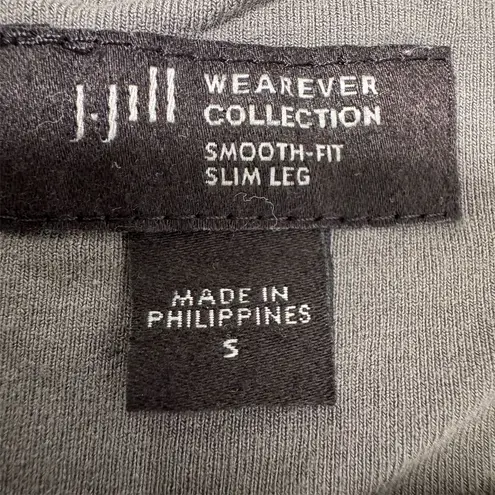 J.Jill
WEAREVER
COLLECTION
SMOOTH-FIT
SLIM LEG
MADE IN
PHILIPPINES
S